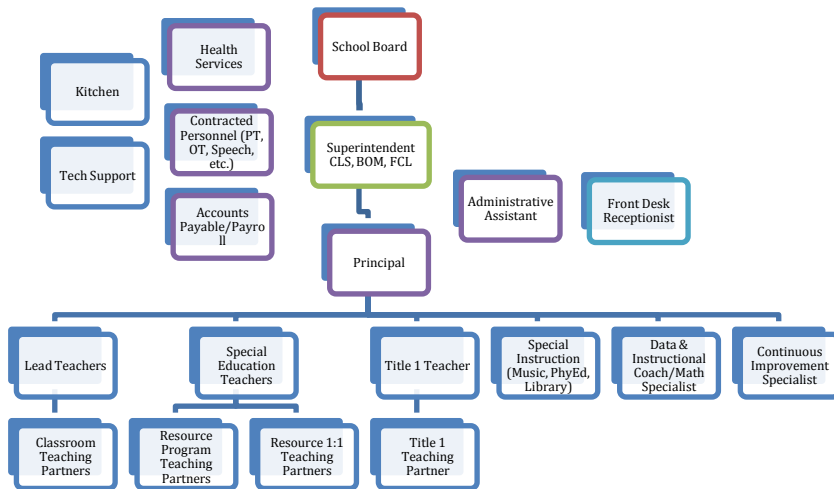 Health
Services
School Board
Kitchen
Contracted
Personnel (PT,
OT, Speech,
etc.)
Superintendent
CLS, BOM, FCL
Tech Support
Accounts
Payable/Payro
ll
Administrative
Assistant
Front Desk
Receptionist
Principal
Lead Teachers
Special
Education
Teachers
Title 1 Teacher
Special
Instruction
(Music, PhyEd,
Library)
Data &
Instructional
Coach/Math
Specialist
Continuous
Improvement
Specialist
Classroom
Teaching
Partners
Resource
Program
Teaching
Partners
Resource 1:1
Teaching
Partners
Title 1
Teaching
Partner